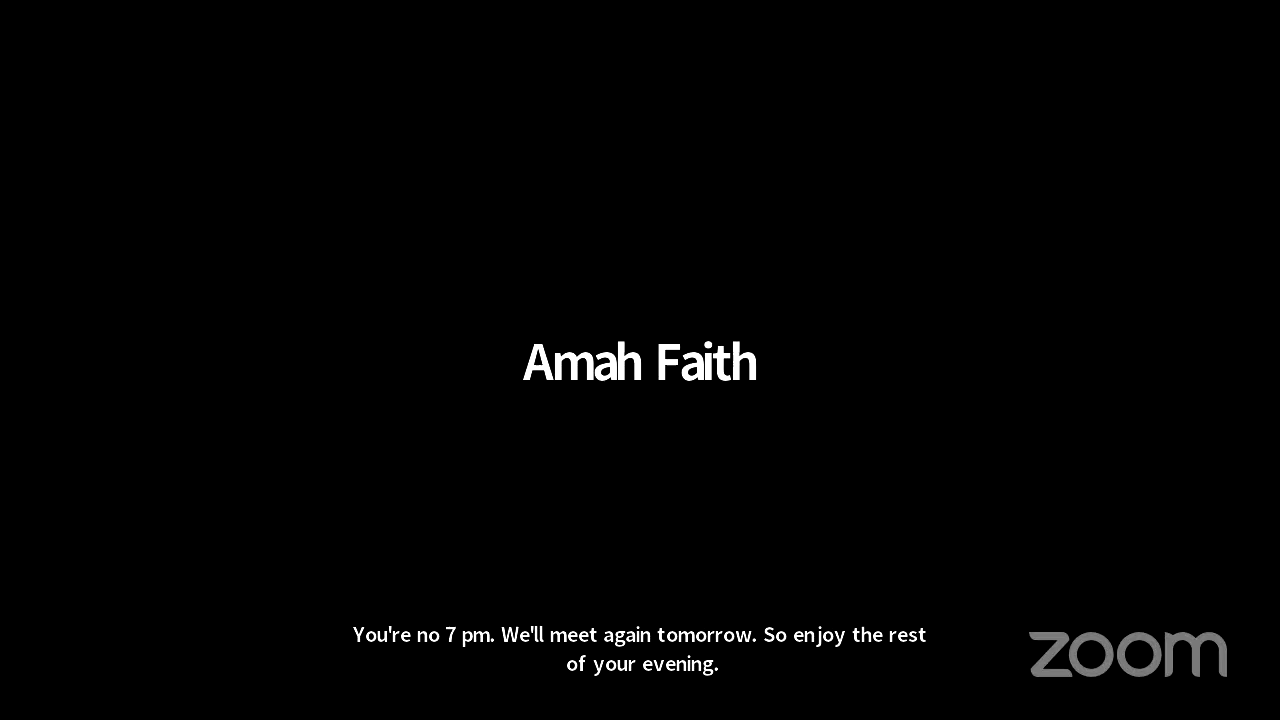 Amah Faith
You're no 7 pm. We'll meet again tomorrow. So enjoy the rest
of your evening.
zoom